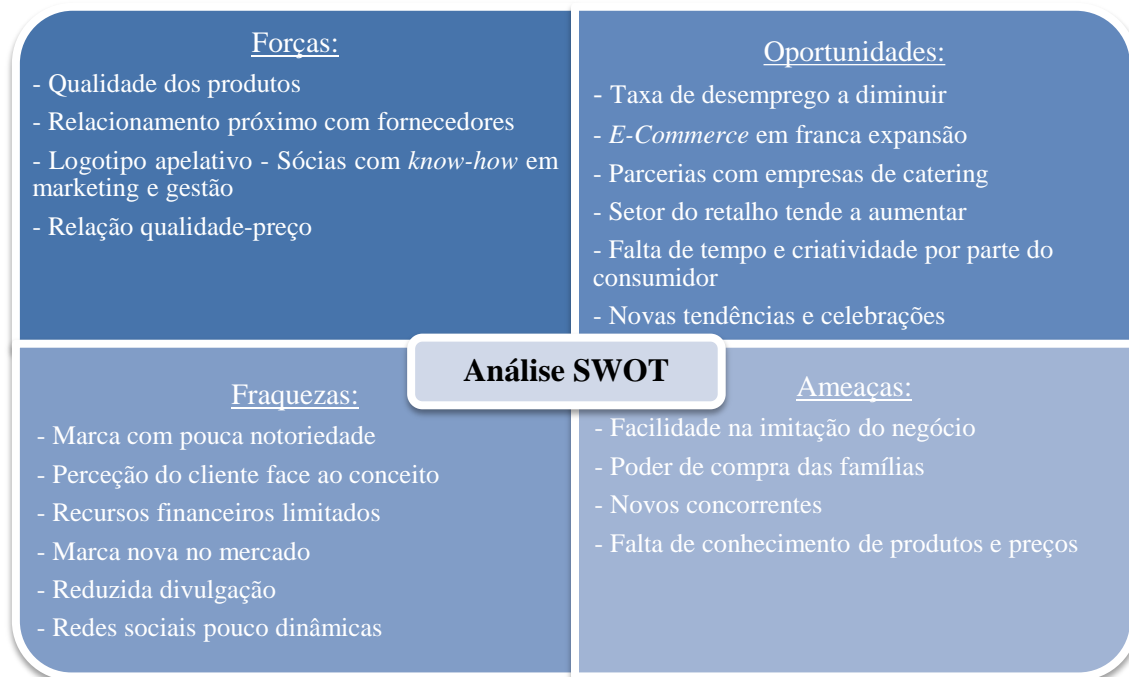 Forças:
- Qualidade dos produtos
- Relacionamento próximo com fornecedores
- Logotipo apelativo - Sócias com know-how em
marketing e gestão
- Relação qualidade-preço
Oportunidades:
- Taxa de desemprego a diminuir
- E-Commerce em franca expansão
- Parcerias com empresas de catering
- Setor do retalho tende a aumentar
- Falta de tempo e criatividade por parte do
consumidor
- Novas tendências e celebrações
Análise SWOT
Fraquezas:
- Marca com pouca notoriedade
- Perceção do cliente face ao conceito
- Recursos financeiros limitados
- Marca nova no mercado
- Reduzida divulgação
- Redes sociais pouco dinâmicas
Ameaças:
- Facilidade na imitação do negócio
- Poder de compra das famílias
- Novos concorrentes
- Falta de conhecimento de produtos e preços